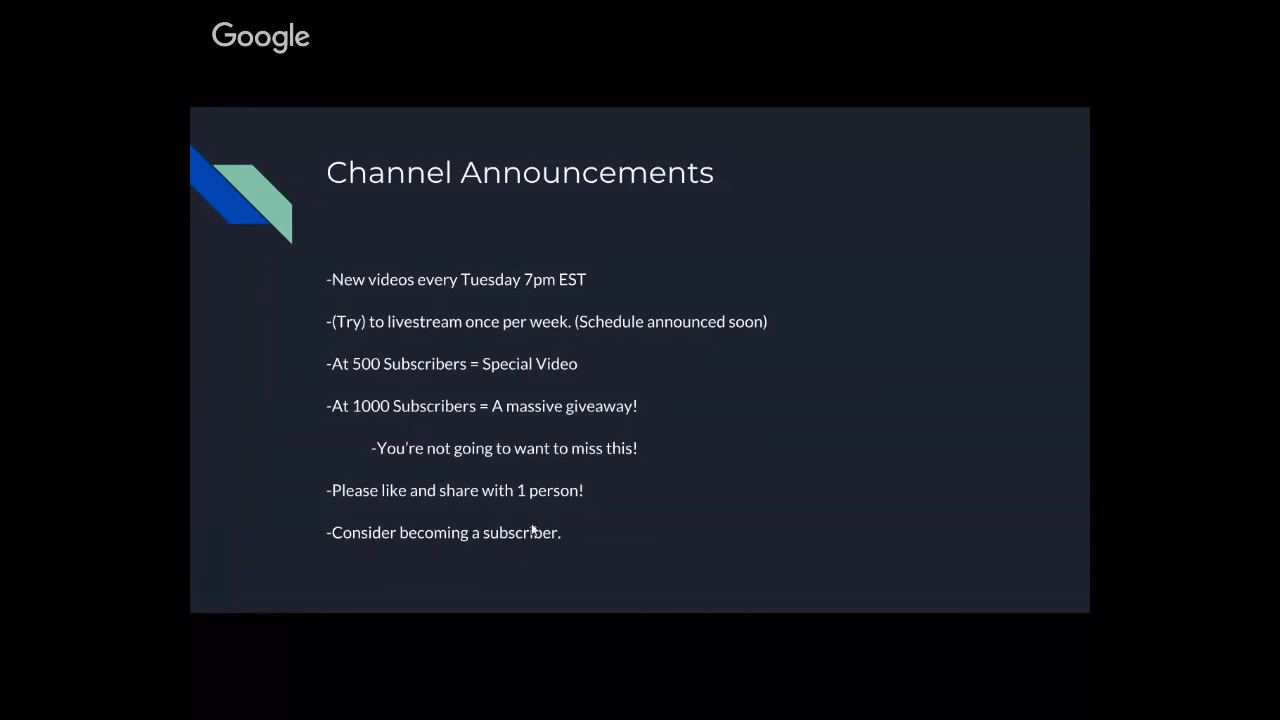 Google
Channel Announcements
-New videos every Tuesday 7pm EST
-(Try) to livestream once per week. (Schedule announced soon)
-At 500 Subscribers = Special Video
-At 1000 Subscribers = A massive giveaway!
-You're not going to want to miss this!
-Please like and share with 1 person!
-Consider becoming a subscriber.